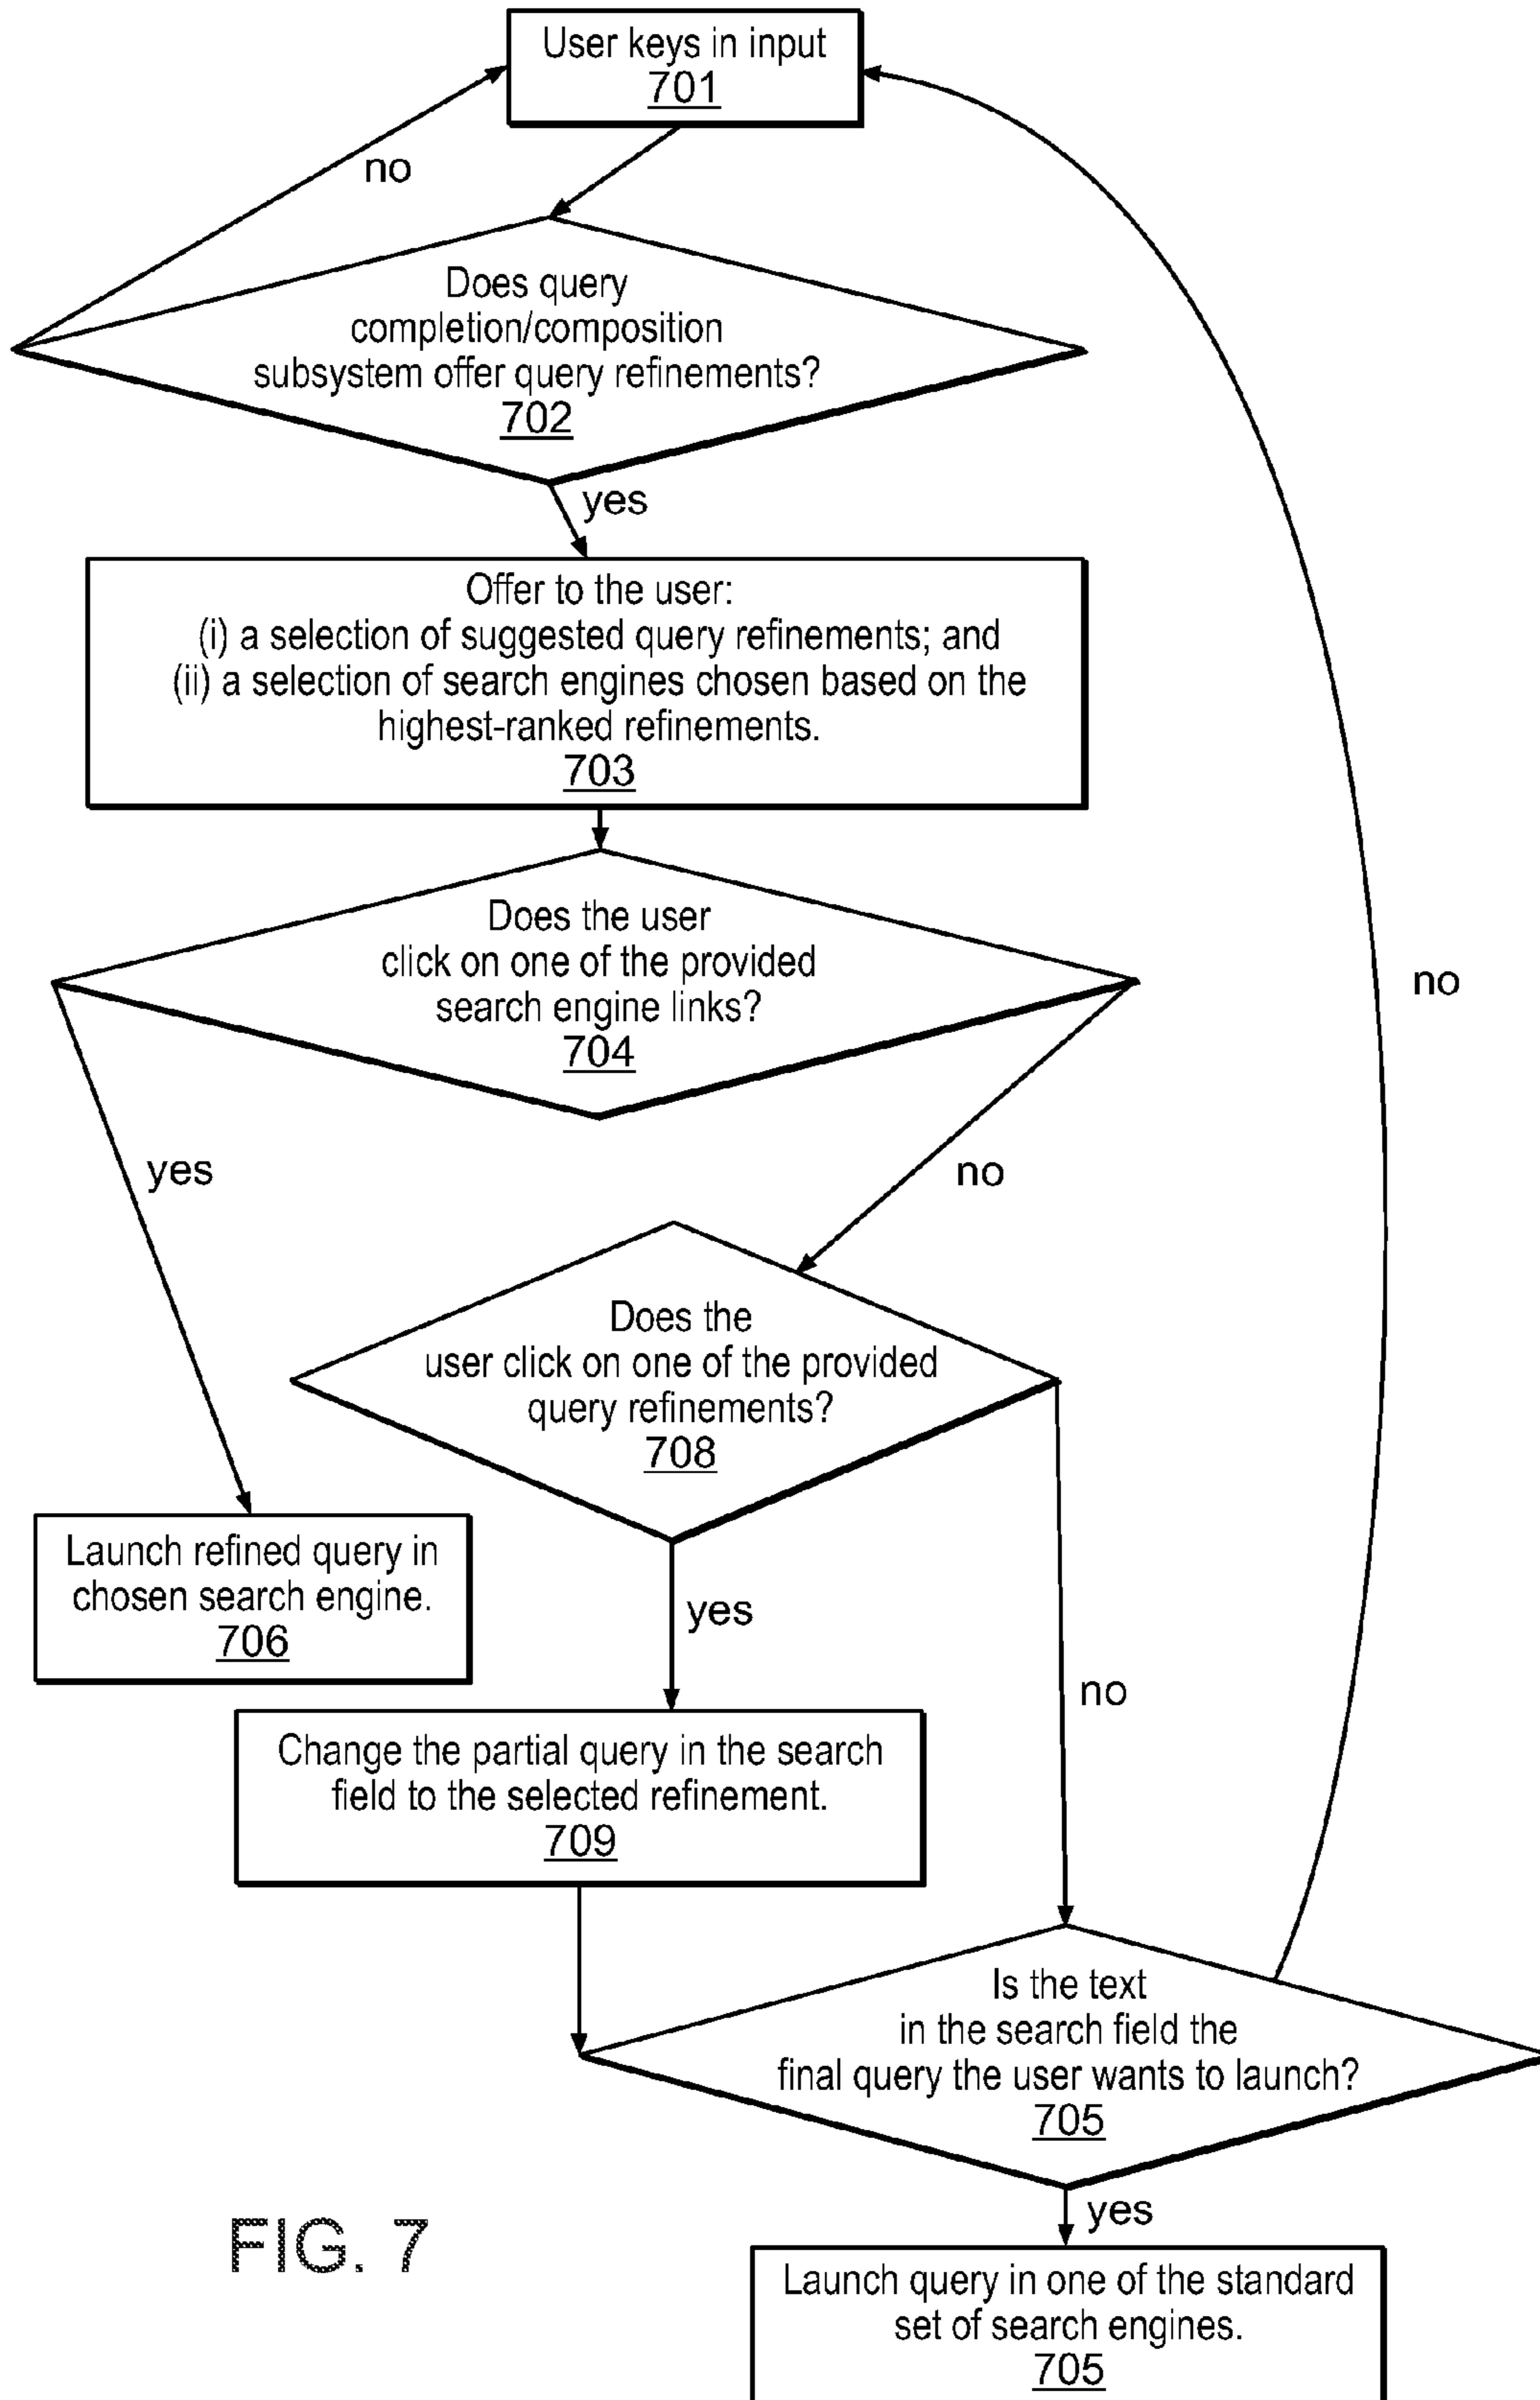 User keys in input
701
no
Does query
completion/composition
subsystem offer query refinements?
702
yes
Offer to the user:
(i) a selection of suggested query refinements; and
(ii) a selection of search engines chosen based on the
highest-ranked refinements.
703
Does the user
click on one of the provided
search engine links?
704
no
yes
no
Does the
user click on one of the provided
query refinements?
708
Launch refined query in
chosen search engine.
706
yes
no
Change the partial query in the search
field to the selected refinement.
709
Is the text
in the search field the
final query the user wants to launch?
705
yes
FIG. 7
Launch query in one of the standard
set of search engines.
705